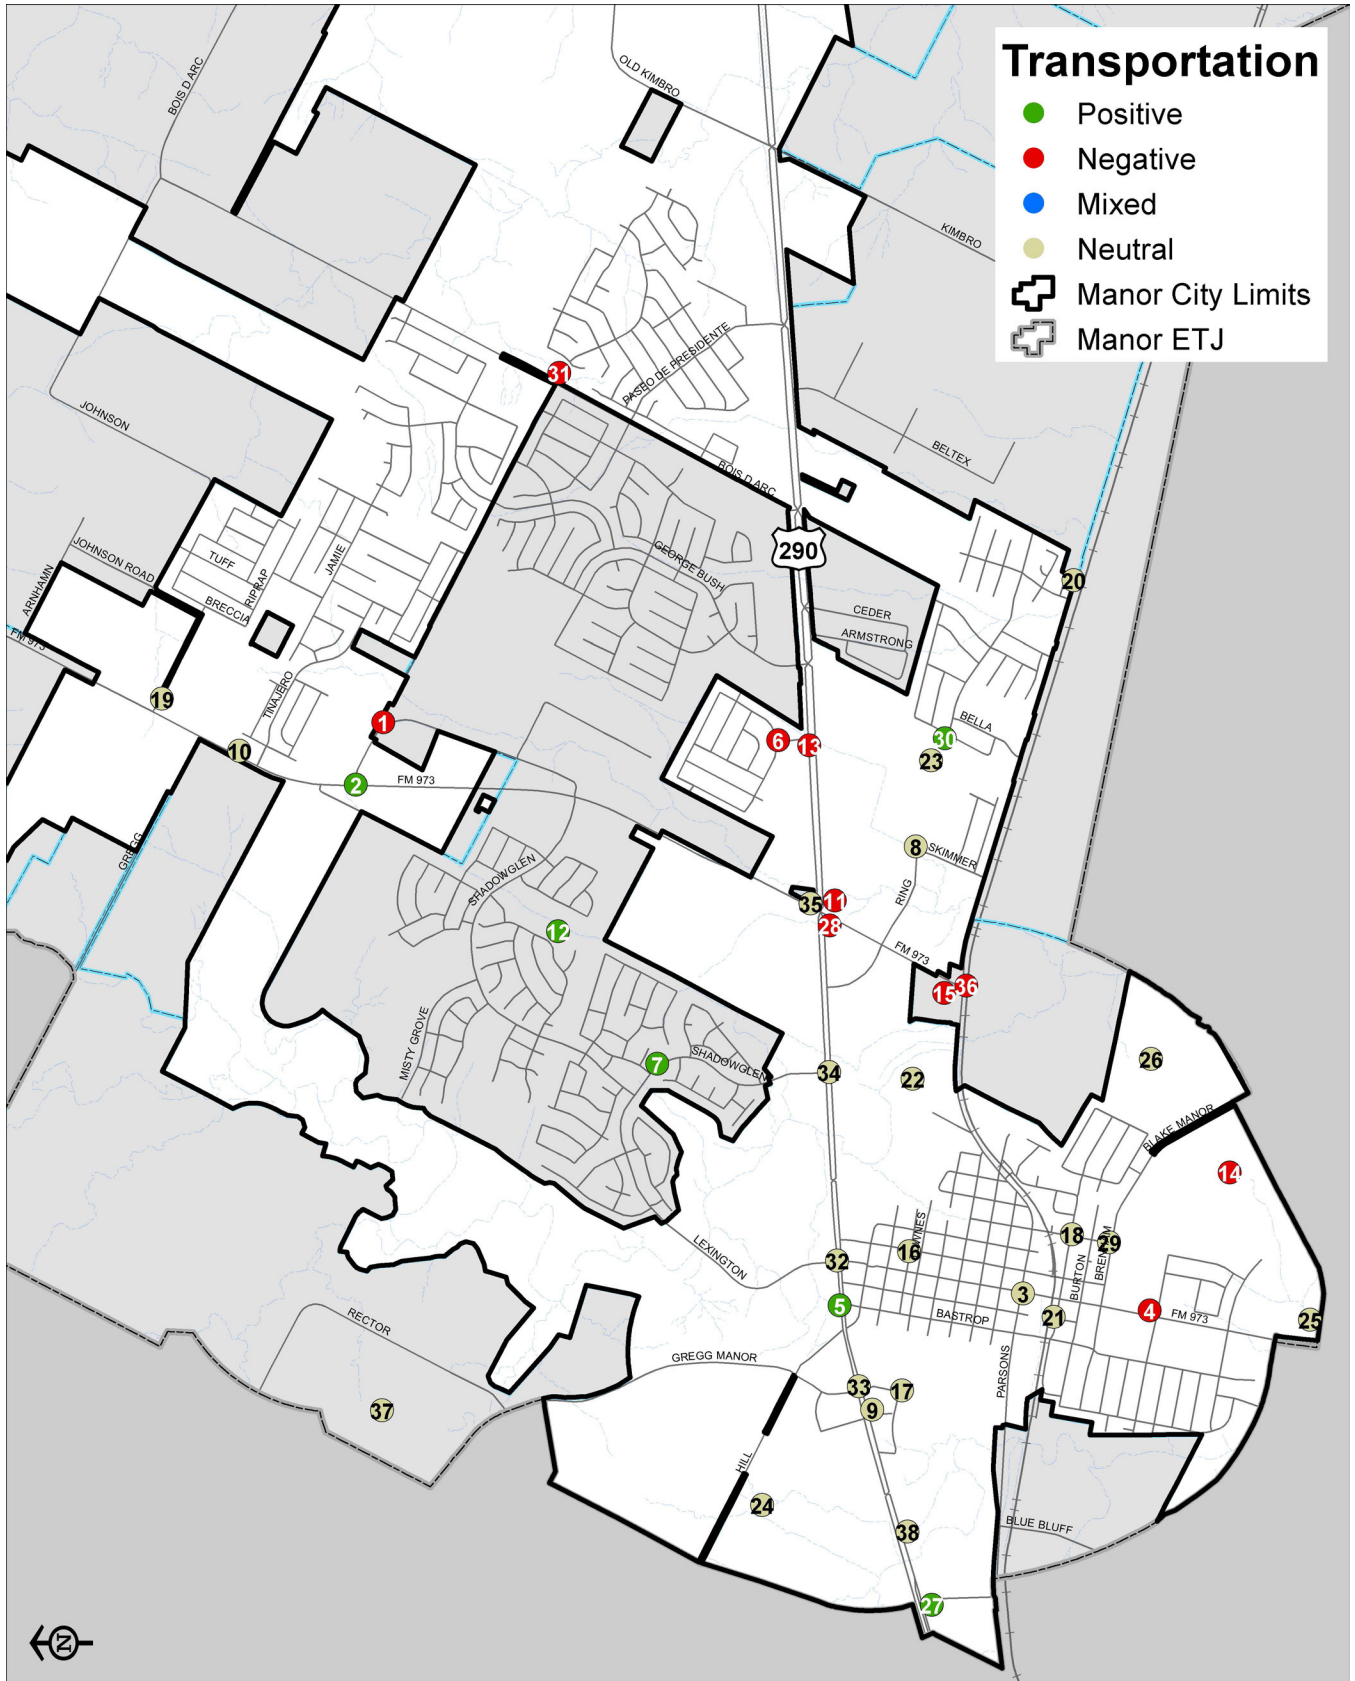 Transportation
Positive
Negative
Mixed
Neutral
Manor City Limits
Manor ETJ
BOIS D ARC
OLD KIMBRO
KIMBRO
31
PASEO DE PRESIDENTE
JOHNSON
BELTEX
BOIS D ARC
290
GEORGE BUSH
JOHNSON ROAD
TUFF
RIPRAP
JAMIE
ARNHAMN
BRECCIA
20
CEDER
ARMSTRONG
FM 973
19
TINAJERO
1
10
2
FM 973
6
13
BELLA
30
23
GREGG
SHADOWGLEN
8
SKIMMER
RING
35
11
28
12
FM 973
15
36
MISTY GROVE
7
SHADOWGLEN
34
22
26
BLAKE MANOR
14
LEXINGTON
32
16
18
29
BURTON
3
5
BASTROP
21
4
FM 973
25
RECTOR
GREGG MANOR
PARSONS
37
33
17
9
HILL
24
38
BLUE BLUFF
27
N